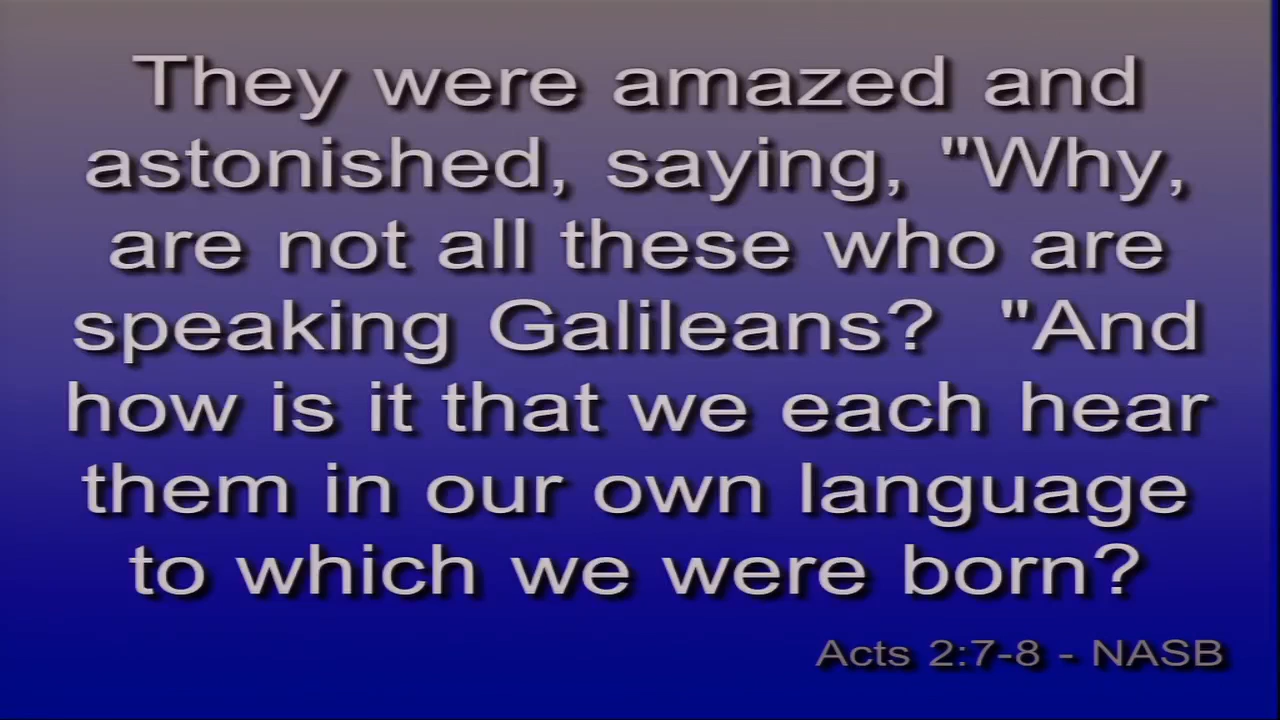 They were amazed and
astonished, saying, "Why,
are not all these who are
speaking Galileans? "And
how is it that we each hear
them in our own language
to which we were born?
Acts 2:7-8 - NASB